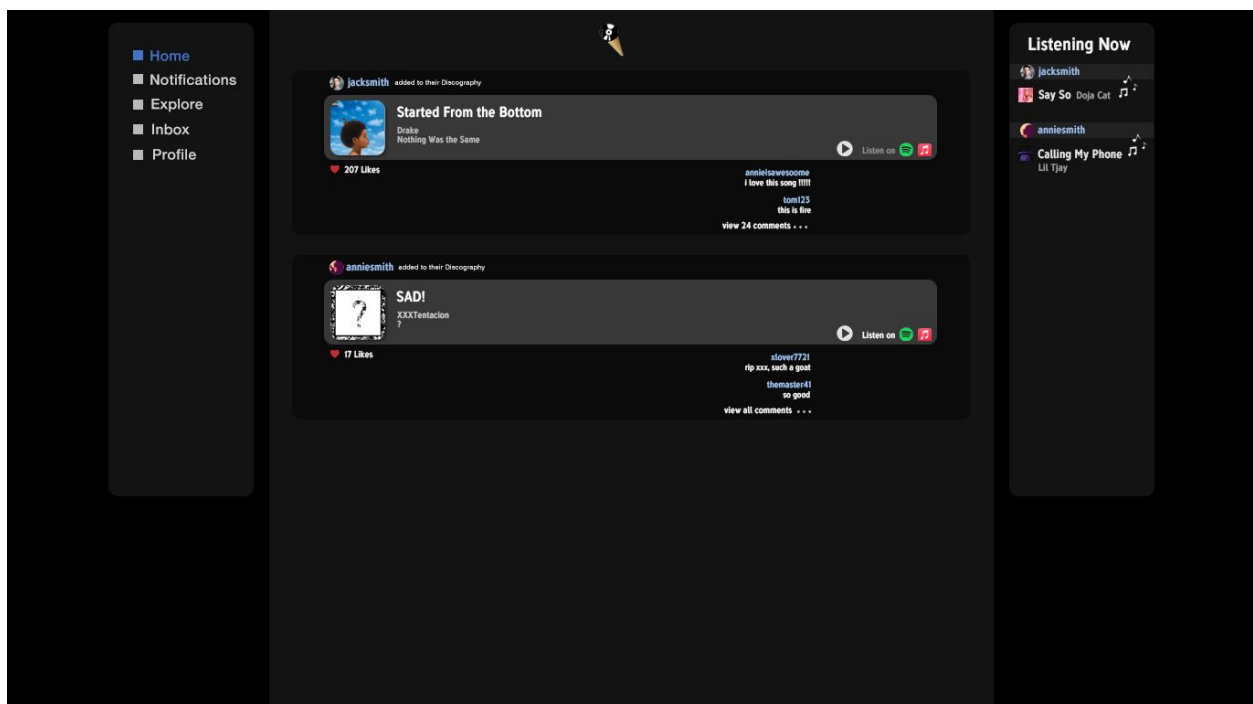 Home
Notifications
Explore
Inbox
Profile
jacksmith added to their Discography
Started From the Bottom
Drake
Nothing Was the Same
Listen on
207 Likes
annieisawesoome
i love this song !!!!!
tom123
this is fire
view 24 comments . . .
anniesmith added to their Discography
?
SAD!
XXXTentacion
?
Listen on
17 Likes
xlover7721
rip xxx, such a goat
themaster41
so good
view all comments . . .
Listening Now
jacksmith
Say So Doja Cat
anniesmith
Calling My Phone
Lil Tjay